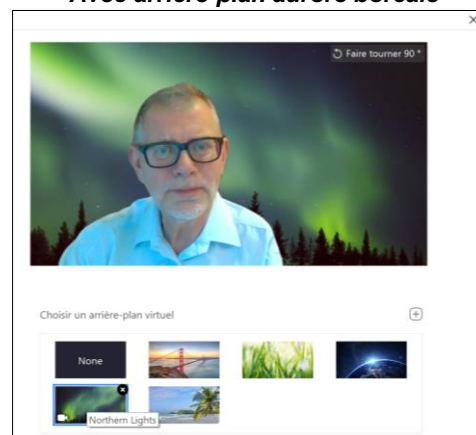 Avec arrière-plan aurore boréale
Faire tourner 90 °
Choisir un arrière-plan virtuel
None
Northern Lights